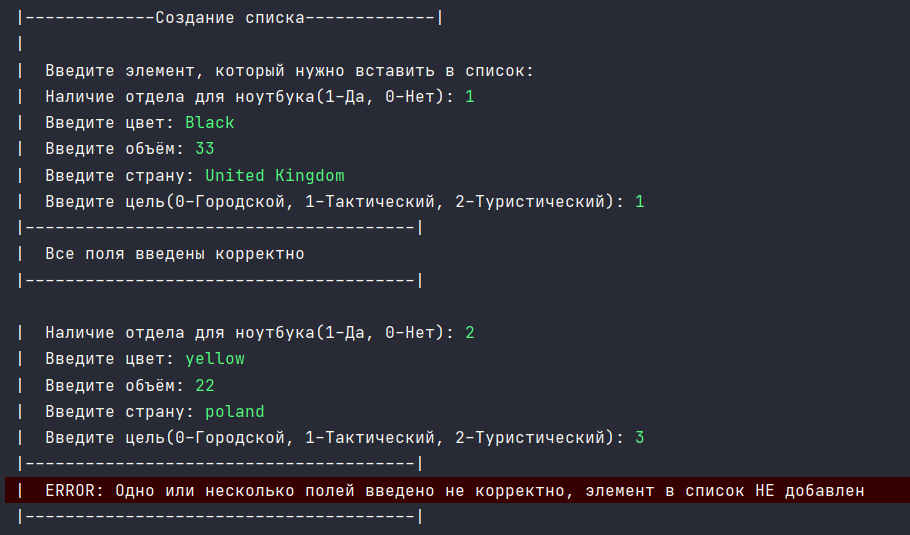 |-------------Создание списка-------------|
|
|  Введите элемент, который нужно вставить в список:
|  Наличие отдела для ноутбука(1-Да, 0-Нет): 1
|  Введите цвет: Black
|  Введите объём: 33
|  Введите страну: United Kingdom
|  Введите цель(0-Городской, 1-Тактический, 2-Туристический): 1
|---------------------------------------|
|  Все поля введены корректно
|---------------------------------------|

|  Наличие отдела для ноутбука(1-Да, 0-Нет): 2
|  Введите цвет: yellow
|  Введите объём: 22
|  Введите страну: poland
|  Введите цель(0-Городской, 1-Тактический, 2-Туристический): 3
|---------------------------------------|
|  ERROR: Одно или несколько полей введено не корректно, элемент в список НЕ добавлен
|---------------------------------------|